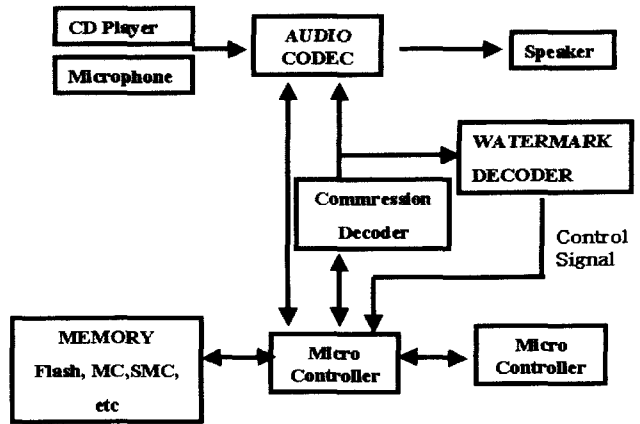 CD Player
Microphone
AUDIO
CODEC
Speaker
WATERMARK
DECODER
Commression
Decoder
Control
Signal
MEMORY
Flash, MC,SMC,
etc
Micro
Controller
Micro
Controller